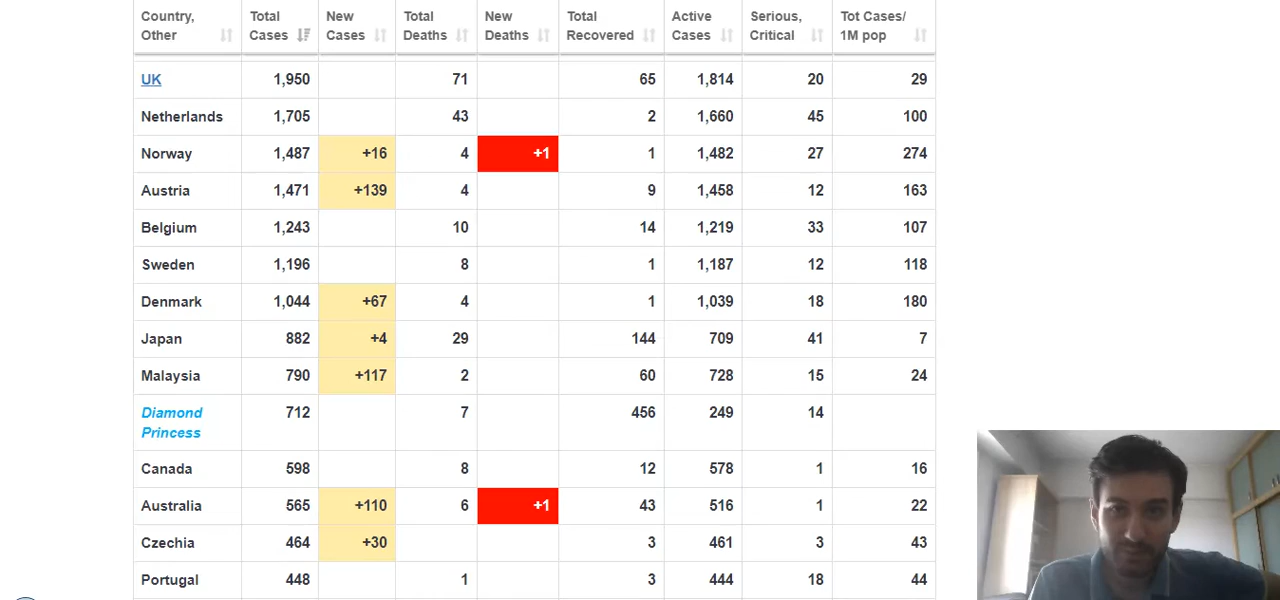 Country, Other Total Cases New Cases Total Deaths New Deaths Total Recovered Active Cases Serious, Critical Tot Cases/ 1M pop
UK 1,950 71 65 1,814 20 29
Netherlands 1,705 43 2 1,660 45 100
Norway 1,487 +16 4 +1 1 1,482 27 274
Austria 1,471 +139 4 9 1,458 12 163
Belgium 1,243 10 14 1,219 33 107
Sweden 1,196 8 1 1,187 12 118
Denmark 1,044 +67 4 1 1,039 18 180
Japan 882 +4 29 144 709 41 7
Malaysia 790 +117 2 60 728 15 24
Diamond Princess 712 7 456 249 14
Canada 598 8 12 578 1 16
Australia 565 +110 6 +1 43 516 1 22
Czechia 464 +30 3 461 3 43
Portugal 448 1 3 444 18 44